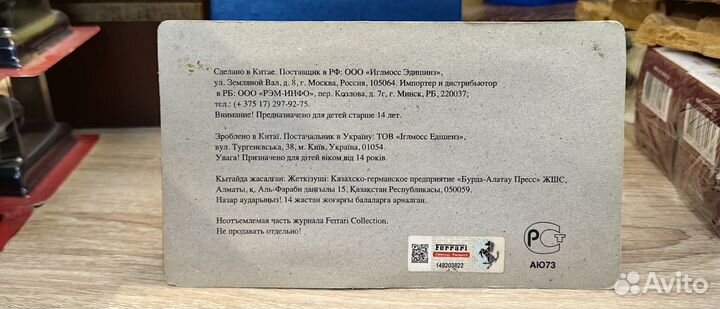 Сделано в Китае. Поставщик в РФ: ООО «Иглмосс Эдишинз»,
ул. Земляной Вал, д. 8, г. Москва, Россия, 105064. Импортер и дистрибьютор
в РБ: ООО «РЭМ-ИНФО», пер. Козлова, д. 7г, г. Минск, РБ, 220037;
тел.: (+ 375 17) 297-92-75.
Внимание! Предназначено для детей старше 14 лет.
Зроблено в Китаї. Постачальник в Україну: ТОВ «Іглмосс Едішенз»,
вул. Тургенєвська, 38, м. Київ, Україна, 01054.
Увага! Призначено для дітей віком від 14 років.
Қытайда жасалған: Жеткізуші: Казахско-германское предприятие «Бурда-Алатау Пресс» ЖШС,
Алматы, қ, Аль-Фараби даңғылы 15, Қазақстан Республикасы, 050059.
Назар аударыңыз! 14 жастан жоғарғы балаларға арналған.
Неотъемлемая часть журнала Ferrari Collection.
Не продавать отдельно!
Ferrari
148203822
РСТ
АЮ73
Avito